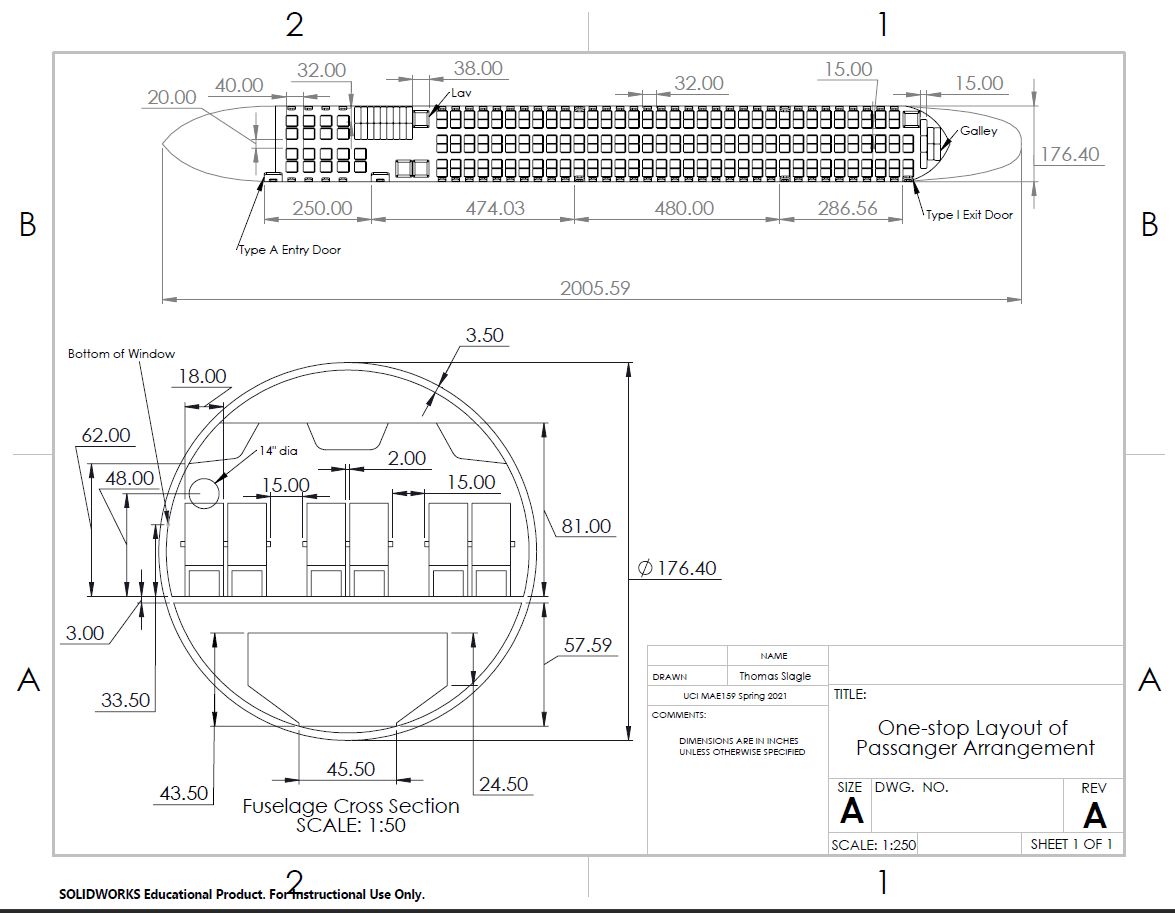 2
1
32.00
38.00
15.00
40.00
32.00
15.00
20.00
Lav
Galley
176.40
B
250.00
474.03
480.00
286.56
Type I Exit Door
B
Type A Entry Door
2005.59
3.50
Bottom of Window
18.00
62.00
14" dia
2.00
48.00
15.00
15.00
81.00
Ø 176.40
3.00
57.59
33.50
A
A
45.50
24.50
43.50
Fuselage Cross Section
SCALE: 1:50
NAME
DRAWN
Thomas Slagle
UCI MAE159 Spring 2021
COMMENTS:
DIMENSIONS ARE IN INCHES
UNLESS OTHERWISE SPECIFIED
TITLE:
One-stop Layout of
Passanger Arrangement
SIZE
A
DWG. NO.
REV
A
SCALE: 1:250
SHEET 1 OF 1
2
1
SOLIDWORKS Educational Product. For Instructional Use Only.